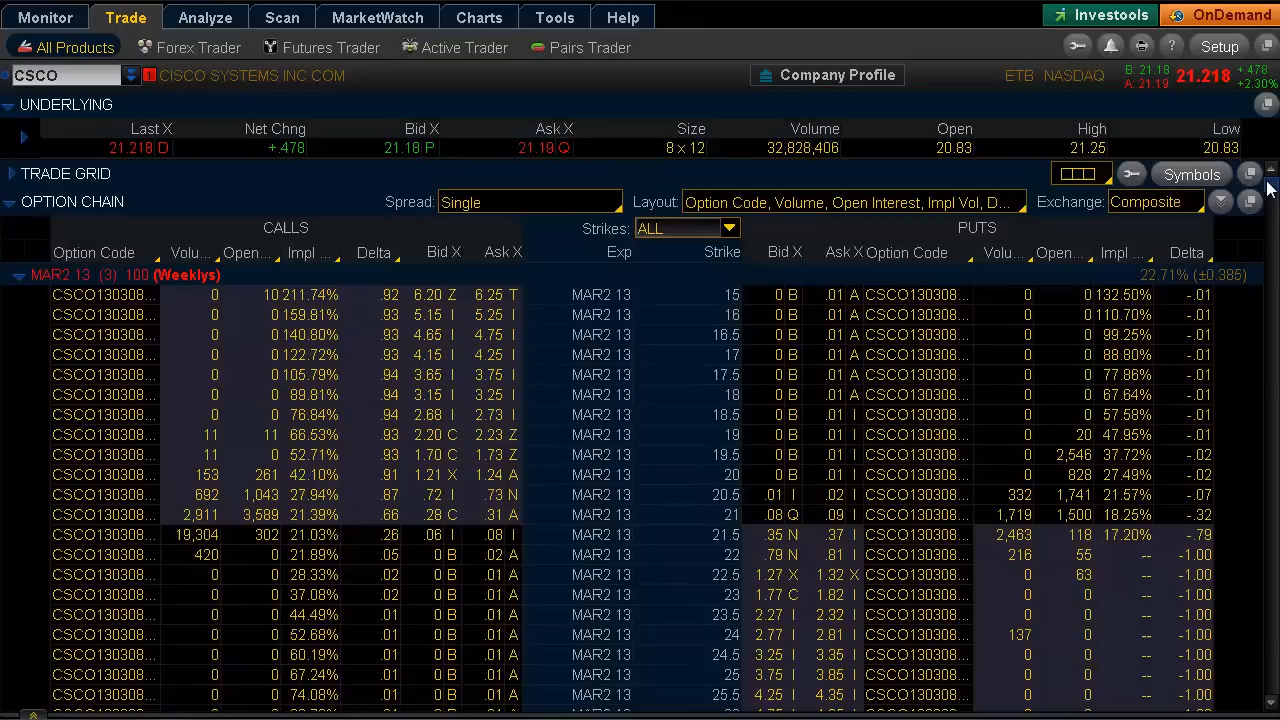 Monitor Trade Analyze Scan MarketWatch Charts Tools Help Investools OnDemand
All Products Forex Trader Futures Trader Active Trader Pairs Trader ? Setup
CSCO 1 CISCO SYSTEMS INC COM Company Profile ETB NASDAQ B: 21.18 A: 21.19 21.218 +.478 +2.30%
UNDERLYING
Last X Net Chng Bid X Ask X Size Volume Open High Low
21.218 D +.478 21.18 P 21.19 Q 8 x 12 32,828,406 20.83 21.25 20.83
TRADE GRID Symbols
OPTION CHAIN Spread: Single Layout: Option Code, Volume, Open Interest, Impl Vol, D... Exchange: Composite
CALLS Strikes: ALL PUTS
Option Code Volu... Open... Impl ... Delta Bid X Ask X Exp Strike Bid X Ask X Option Code Volu... Open... Impl ... Delta
MAR2 13 (3) 100 (Weeklys) 22.71% (±0.385)
CSCO130308... 0 10 211.74% .92 6.20 Z 6.25 T MAR2 13 15 0 B .01 A CSCO130308... 0 0 132.50% -.01
CSCO130308... 0 0 159.81% .93 5.15 I 5.25 I MAR2 13 16 0 B .01 A CSCO130308... 0 0 110.70% -.01
CSCO130308... 0 0 140.80% .93 4.65 I 4.75 I MAR2 13 16.5 0 B .01 A CSCO130308... 0 0 99.25% -.01
CSCO130308... 0 0 122.72% .93 4.15 I 4.25 I MAR2 13 17 0 B .01 A CSCO130308... 0 0 88.80% -.01
CSCO130308... 0 0 105.79% .94 3.65 I 3.75 I MAR2 13 17.5 0 B .01 A CSCO130308... 0 0 77.86% -.01
CSCO130308... 0 0 89.81% .94 3.15 I 3.25 I MAR2 13 18 0 B .01 A CSCO130308... 0 0 67.64% -.01
CSCO130308... 0 0 76.84% .94 2.68 I 2.73 I MAR2 13 18.5 0 B .01 I CSCO130308... 0 0 57.58% -.01
CSCO130308... 11 11 66.53% .93 2.20 C 2.23 Z MAR2 13 19 0 B .01 I CSCO130308... 0 20 47.95% -.01
CSCO130308... 11 0 52.71% .93 1.70 C 1.73 Z MAR2 13 19.5 0 B .01 I CSCO130308... 0 2,546 37.72% -.02
CSCO130308... 153 261 42.10% .91 1.21 X 1.24 A MAR2 13 20 0 B .01 I CSCO130308... 0 828 27.49% -.02
CSCO130308... 692 1,043 27.94% .87 .72 I .73 N MAR2 13 20.5 .01 I .02 I CSCO130308... 332 1,741 21.57% -.07
CSCO130308... 2,911 3,589 21.39% .66 .28 C .31 A MAR2 13 21 .08 Q .09 I CSCO130308... 1,719 1,500 18.25% -.32
CSCO130308... 19,304 302 21.03% .26 .06 I .08 I MAR2 13 21.5 .35 N .37 I CSCO130308... 2,463 118 17.20% -.79
CSCO130308... 420 0 21.89% .05 0 B .02 A MAR2 13 22 .79 N .81 I CSCO130308... 216 55 -- -1.00
CSCO130308... 0 0 28.33% .02 0 B .01 A MAR2 13 22.5 1.27 X 1.32 X CSCO130308... 0 63 -- -1.00
CSCO130308... 0 0 37.08% .02 0 B .01 A MAR2 13 23 1.77 C 1.82 I CSCO130308... 0 0 -- -1.00
CSCO130308... 0 0 44.49% .01 0 B .01 A MAR2 13 23.5 2.27 I 2.32 I CSCO130308... 0 0 -- -1.00
CSCO130308... 0 0 52.68% .01 0 B .01 A MAR2 13 24 2.77 I 2.81 I CSCO130308... 137 0 -- -1.00
CSCO130308... 0 0 60.19% .01 0 B .01 A MAR2 13 24.5 3.25 I 3.35 I CSCO130308... 0 0 -- -1.00
CSCO130308... 0 0 67.24% .01 0 B .01 A MAR2 13 25 3.75 I 3.85 I CSCO130308... 0 0 -- -1.00
CSCO130308... 0 0 74.08% .01 0 B .01 A MAR2 13 25.5 4.25 I 4.35 I CSCO130308... 0 0 -- -1.00